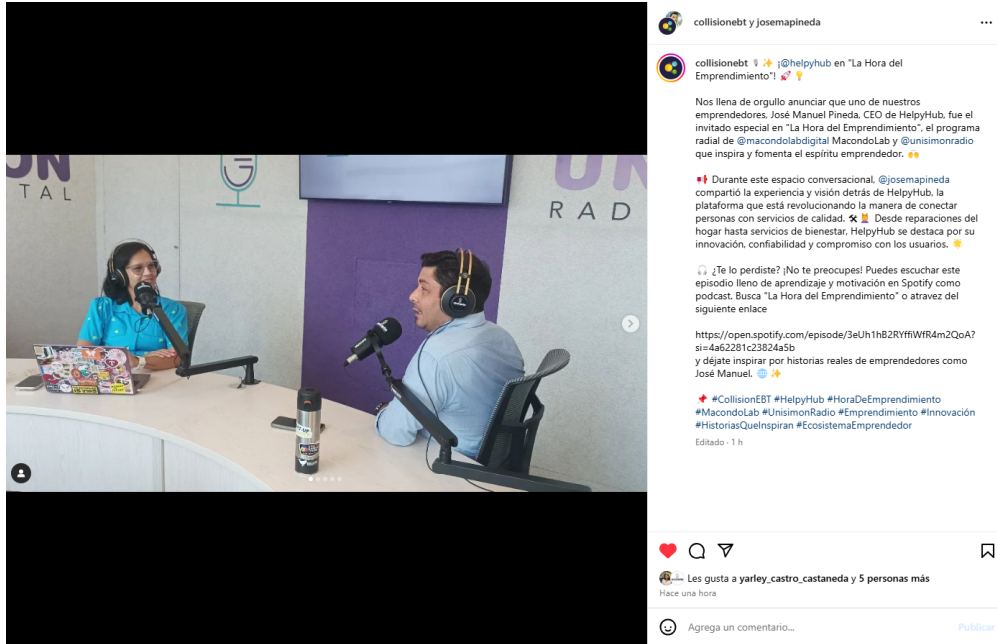 ON
TAL
UN
RAD
collisionebt y josemapineda
collisionebt 🎙️✨ ¡@helpyhub en "La Hora del
Emprendimiento"! 🚀💡
Nos llena de orgullo anunciar que uno de nuestros
emprendedores, José Manuel Pineda, CEO de HelpyHub, fue el
invitado especial en "La Hora del Emprendimiento", el programa
radial de @macondolabdigital MacondoLab y @unisimonradio
que inspira y fomenta el espíritu emprendedor. 🙌
📢 Durante este espacio conversacional, @josemapineda
compartió la experiencia y visión detrás de HelpyHub, la
plataforma que está revolucionando la manera de conectar
personas con servicios de calidad. 🛠️💆 Desde reparaciones del
hogar hasta servicios de bienestar, HelpyHub se destaca por su
innovación, confiabilidad y compromiso con los usuarios. 🌟
🎧 ¿Te lo perdiste? ¡No te preocupes! Puedes escuchar este
episodio lleno de aprendizaje y motivación en Spotify como
podcast. Busca "La Hora del Emprendimiento" o atravez del
siguiente enlace
https://open.spotify.com/episode/3eUh1hB2RYffiWfR4m2QoA?
si=4a62281c23824a5b
y déjate inspirar por historias reales de emprendedores como
José Manuel. 🌐✨
📌 #CollisionEBT #HelpyHub #HoraDeEmprendimiento
#MacondoLab #UnisimonRadio #Emprendimiento #Innovación
#HistoriasQueInspiran #EcosistemaEmprendedor
Editado · 1 h
Les gusta a yarley_castro_castaneda y 5 personas más
Hace una hora
Agrega un comentario...
Publicar